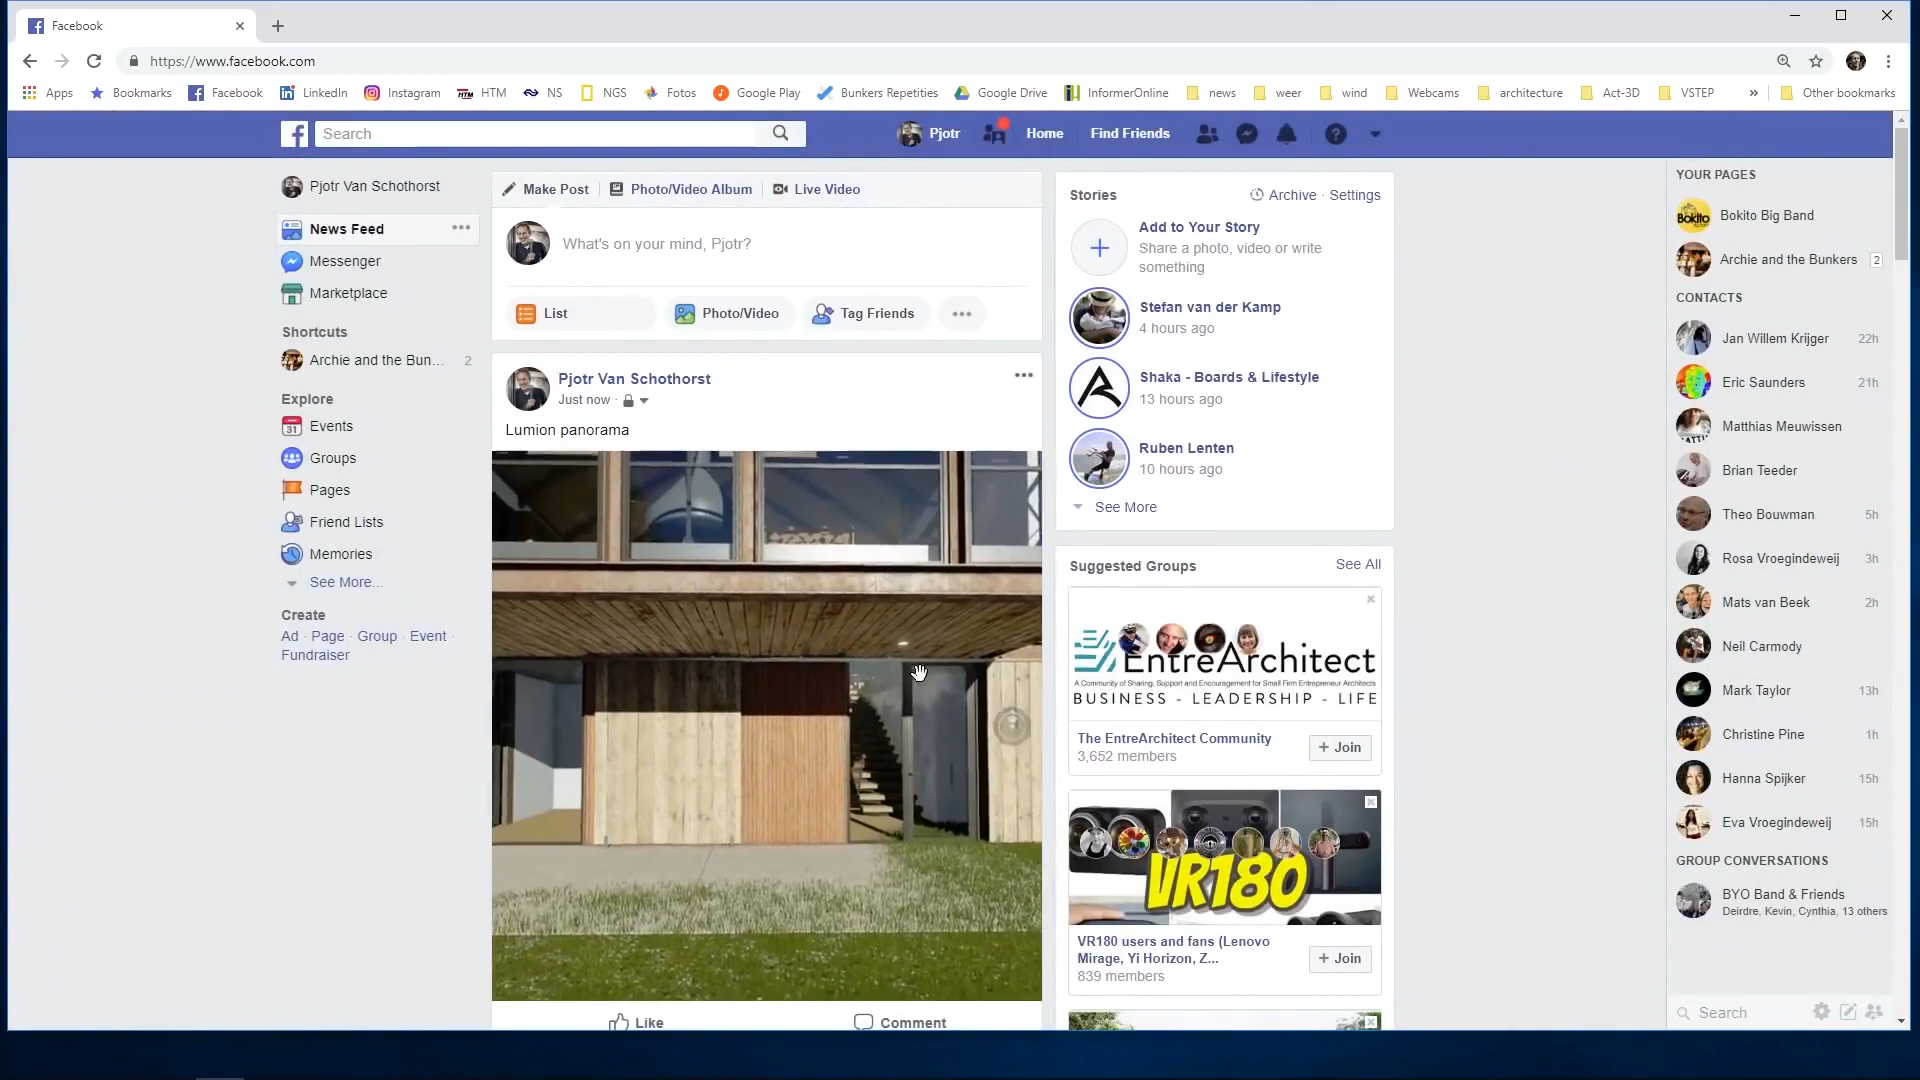 Facebook
https://www.facebook.com
Apps
Bookmarks
Facebook
LinkedIn
Instagram
HTM
NS
NGS
Fotos
Google Play
Bunkers Repetities
Google Drive
InformerOnline
news
weer
wind
Webcams
architecture
Act-3D
VSTEP
»
Other bookmarks
Search
Pjotr
Home
Find Friends
Pjotr Van Schothorst
News Feed
Messenger
Marketplace
Shortcuts
Archie and the Bun... 2
Explore
Events
Groups
Pages
Friend Lists
Memories
See More...
Create
Ad · Page · Group · Event ·
Fundraiser
Make Post
Photo/Video Album
Live Video
What's on your mind, Pjotr?
List
Photo/Video
Tag Friends
Pjotr Van Schothorst
Just now ·
Lumion panorama
Like
Comment
Stories
Archive · Settings
Add to Your Story
Share a photo, video or write
something
Stefan van der Kamp
4 hours ago
Shaka - Boards & Lifestyle
13 hours ago
Ruben Lenten
10 hours ago
See More
Suggested Groups
See All
EntreArchitect
A Community of Sharing, Support and Encouragement for Small Firm Entrepreneur Architects
BUSINESS - LEADERSHIP - LIFE
The EntreArchitect Community
3,652 members
+ Join
VR180
VR180 users and fans (Lenovo
Mirage, Yi Horizon, Z...
839 members
+ Join
YOUR PAGES
Bokito
Bokito Big Band
Archie and the Bunkers 2
CONTACTS
Jan Willem Krijger 22h
Eric Saunders 21h
Matthias Meuwissen
Brian Teeder
Theo Bouwman 5h
Rosa Vroegindeweij 3h
Mats van Beek 2h
Neil Carmody
Mark Taylor 13h
Christine Pine 1h
Hanna Spijker 15h
Eva Vroegindeweij 15h
GROUP CONVERSATIONS
BYO Band & Friends
Deirdre, Kevin, Cynthia, 13 others
Search